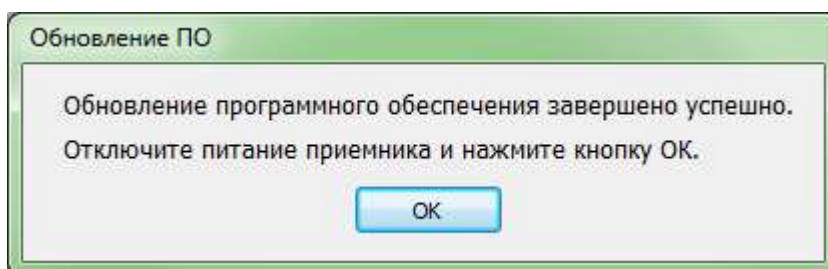 Обновление ПО
Обновление программного обеспечения завершено успешно.
Отключите питание приемника и нажмите кнопку ОК.
OK